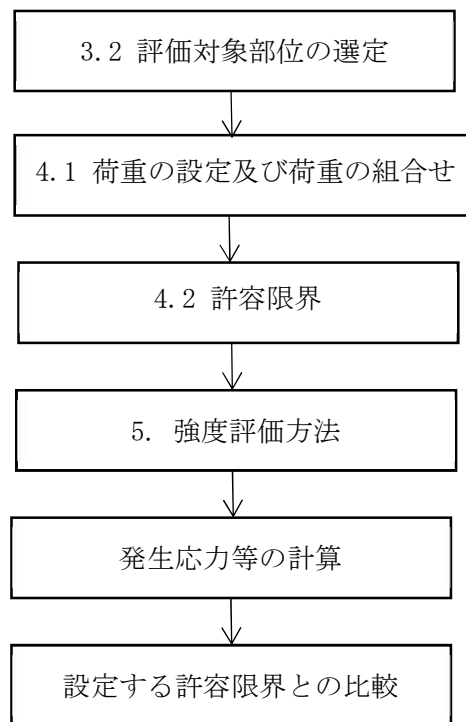 3.2 評価対象部位の選定
4.1 荷重の設定及び荷重の組合せ
4.2 許容限界
5. 強度評価方法
発生応力等の計算
設定する許容限界との比較